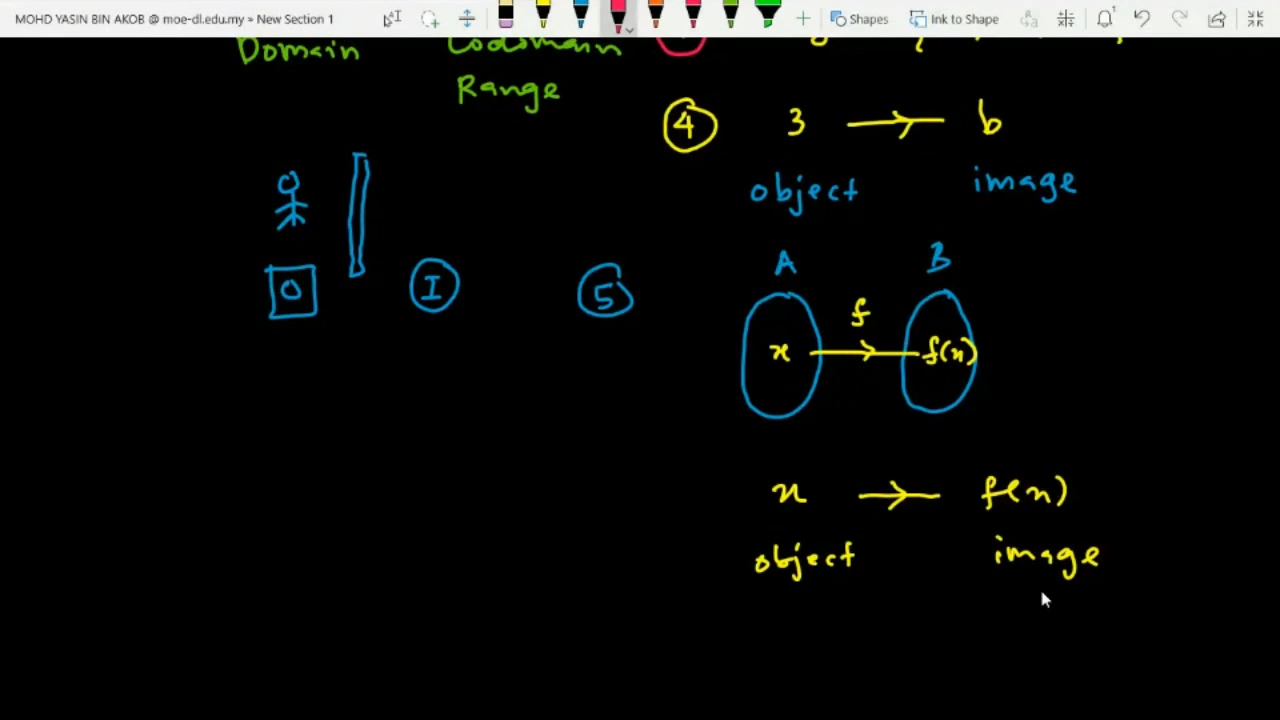 MOHD YASIN BIN AKOB @ moe-dl.edu.my » New Section 1
Shapes
Ink to Shape
Domain
Codomain
Range
4 3 b
object image
A B
O I 5
f
x f(x)
x f(x)
object image